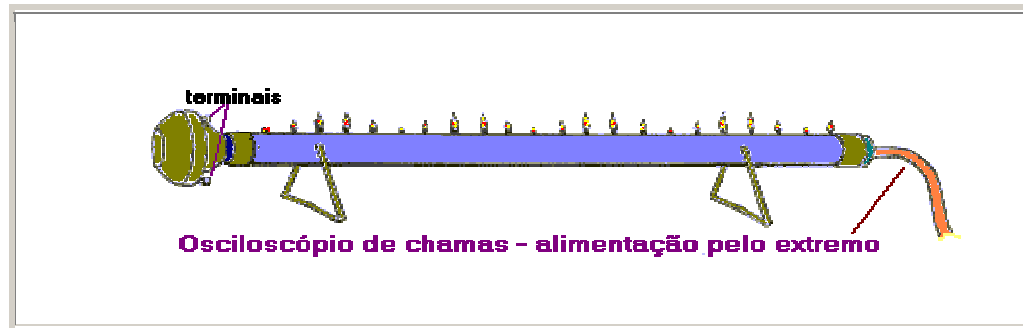 terminais
Osciloscópio de chamas - alimentação pelo extremo